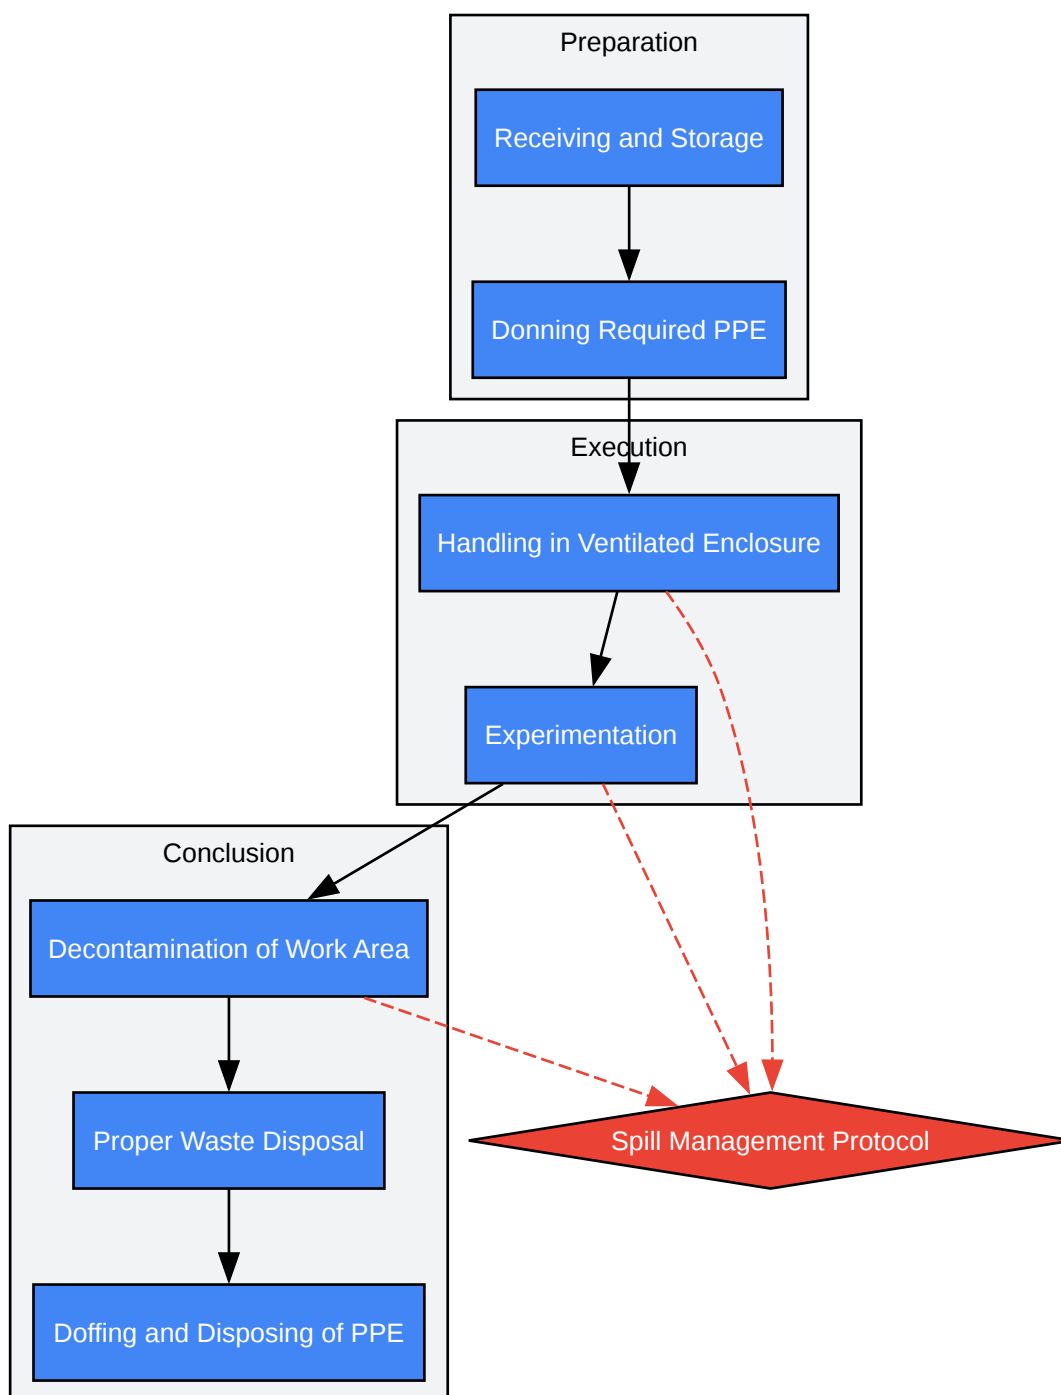 Preparation
Receiving and Storage
Donning Required PPE
Execution
Handling in Ventilated Enclosure
Experimentation
Conclusion
Decontamination of Work Area
Proper Waste Disposal
Spill Management Protocol
Doffing and Disposing of PPE